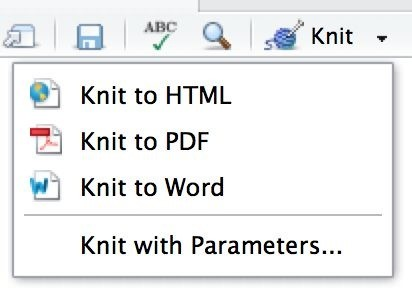 ABC
Knit
Knit to HTML
Knit to PDF
Knit to Word
Knit with Parameters...